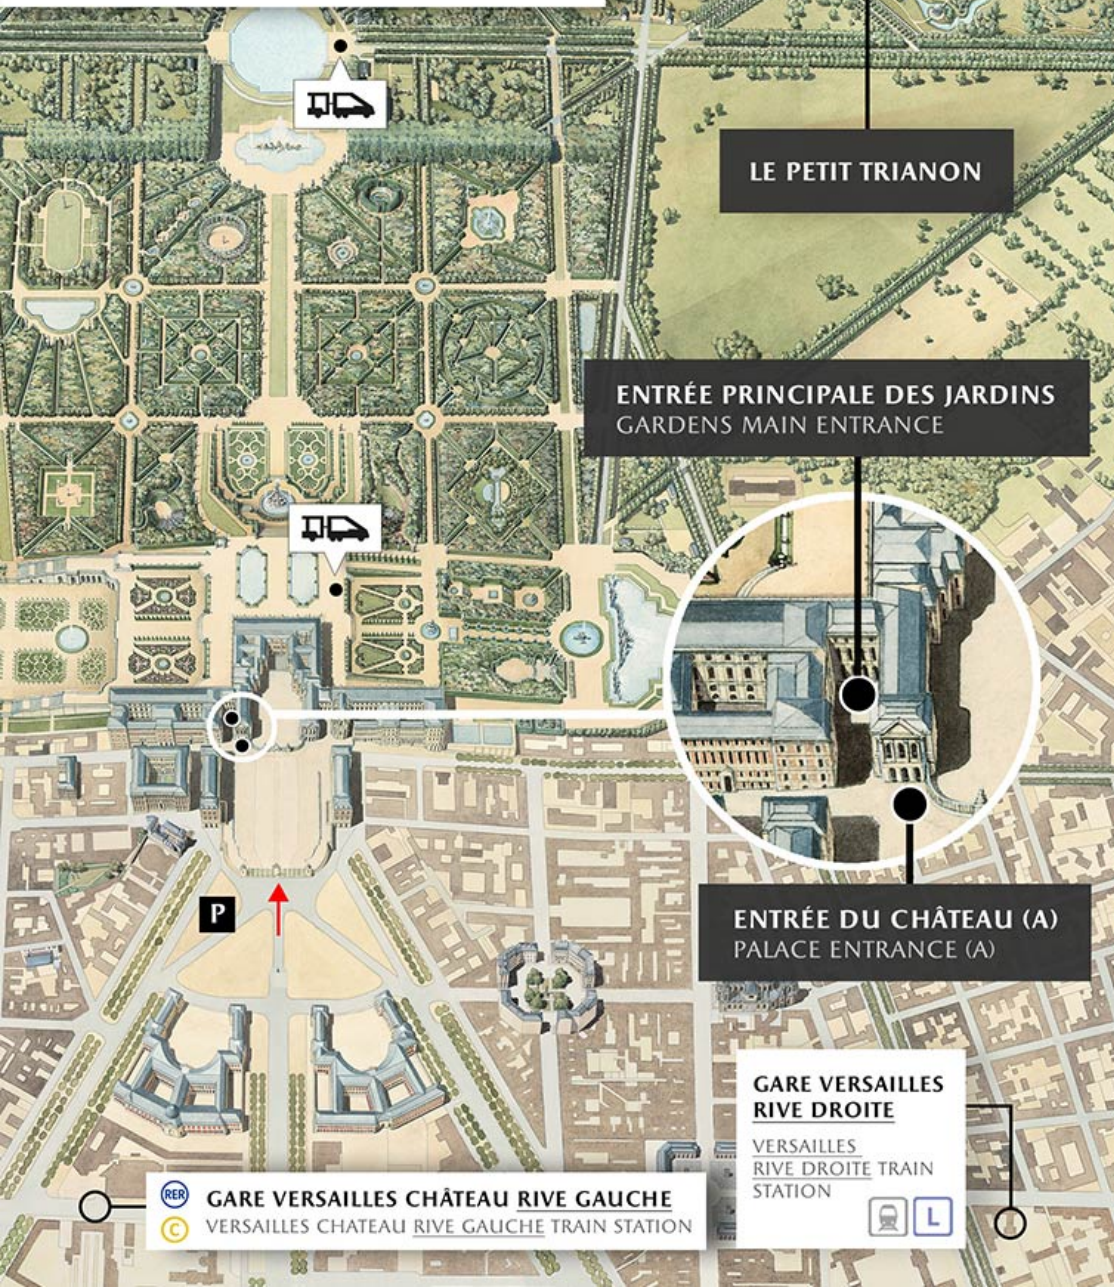 LE PETIT TRIANON
ENTRÉE PRINCIPALE DES JARDINS
GARDENS MAIN ENTRANCE
P
ENTRÉE DU CHÂTEAU (A)
PALACE ENTRANCE (A)
GARE VERSAILLES
RIVE DROITE
VERSAILLES
RIVE DROITE TRAIN
STATION
L
RER
GARE VERSAILLES CHÂTEAU RIVE GAUCHE
C
VERSAILLES CHATEAU RIVE GAUCHE TRAIN STATION